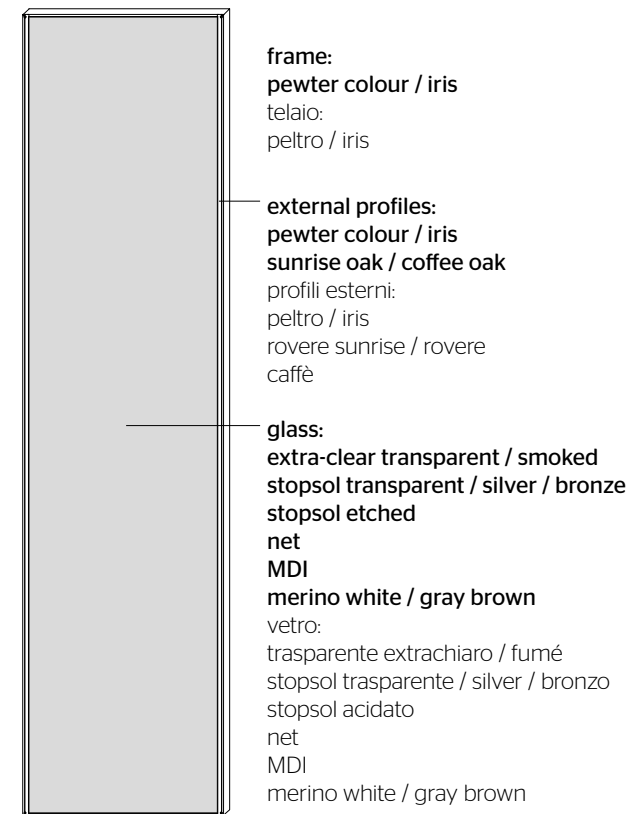 frame:
pewter colour / iris
telaio:
peltro / iris
external profiles:
pewter colour / iris
sunrise oak / coffee oak
profili esterni:
peltro / iris
rovere sunrise / rovere
caffè
glass:
extra-clear transparent / smoked
stopsol transparent / silver / bronze
stopsol etched
net
MDI
merino white / gray brown
vetro:
trasparente extrachiaro / fumé
stopsol trasparente / silver / bronzo
stopsol acidato
net
MDI
merino white / gray brown